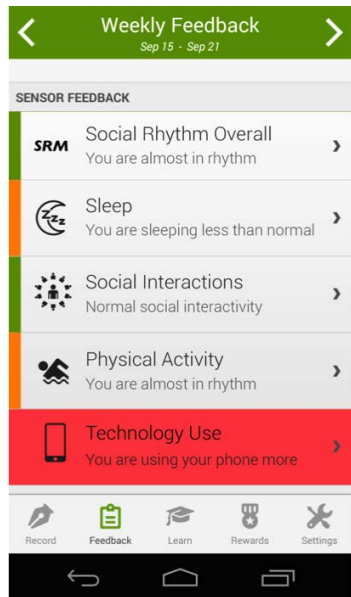 Weekly Feedback
Sep 15 - Sep 21
SENSOR FEEDBACK
SRM
Social Rhythm Overall
You are almost in rhythm
Zzz
Sleep
You are sleeping less than normal
Social Interactions
Normal social interactivity
Physical Activity
You are almost in rhythm
Technology Use
You are using your phone more
Record Feedback Learn Rewards Settings